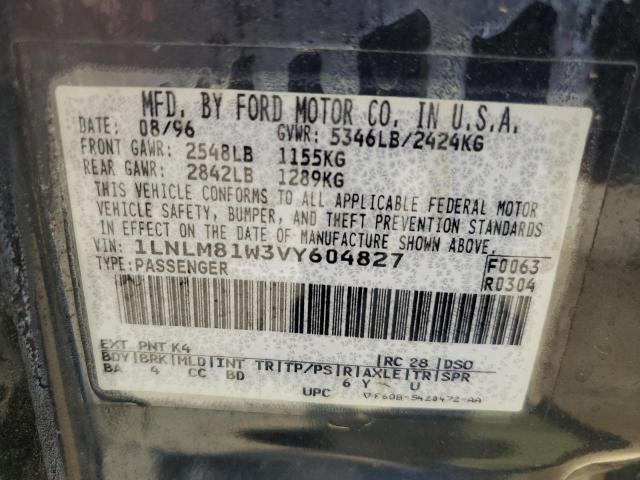 MFD. BY FORD MOTOR CO. IN U.S.A.
DATE: 08/96 GVWR: 5346LB/2424KG
FRONT GAWR: 2548LB 1155KG
REAR GAWR: 2842LB 1289KG
THIS VEHICLE CONFORMS TO ALL APPLICABLE FEDERAL MOTOR
VEHICLE SAFETY, BUMPER, AND THEFT PREVENTION STANDARDS
IN EFFECT ON THE DATE OF MANUFACTURE SHOWN ABOVE.
VIN: 1LNLM81W3VY604827 F0063
TYPE: PASSENGER R0304
EXT PNT K4 RC 28 DSO
BDY BRK MLD INT TR TP/PS R AXLE TR SPR
BA 4 CC BD 6 Y U
UPC F60B-5420472-AA